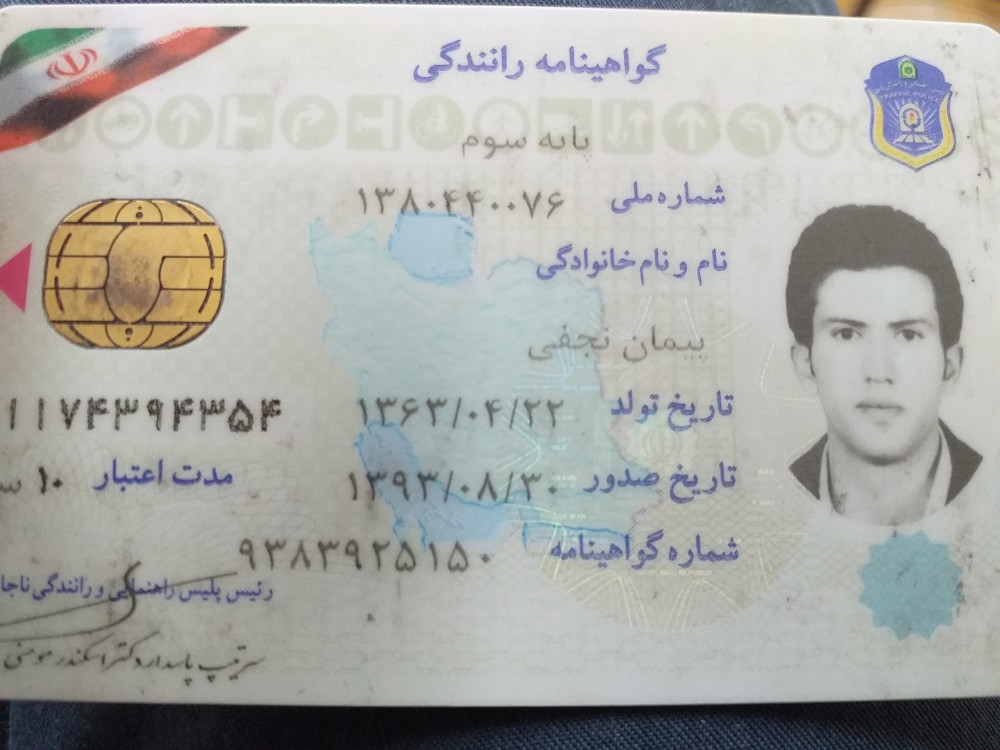 گواهینامه رانندگی
TRAFFIC POLICE
پایه سوم
شماره ملی ۱۳۸۰۴۴۰۰۷۶
نام و نام خانوادگی
پیمان نجفی
تاریخ تولد ۱۳۶۳/۰۴/۲۲
۱۱۷۴۳۹۴۳۵۴
تاریخ صدور ۱۳۹۳/۰۸/۳۰
مدت اعتبار ۱۰
شماره گواهینامه ۹۳۸۳۹۲۵۱۵۰
رئیس پلیس راهنمایی و رانندگی ناجا
سرتیپ پاسدار دکتر اسکندر مومنی